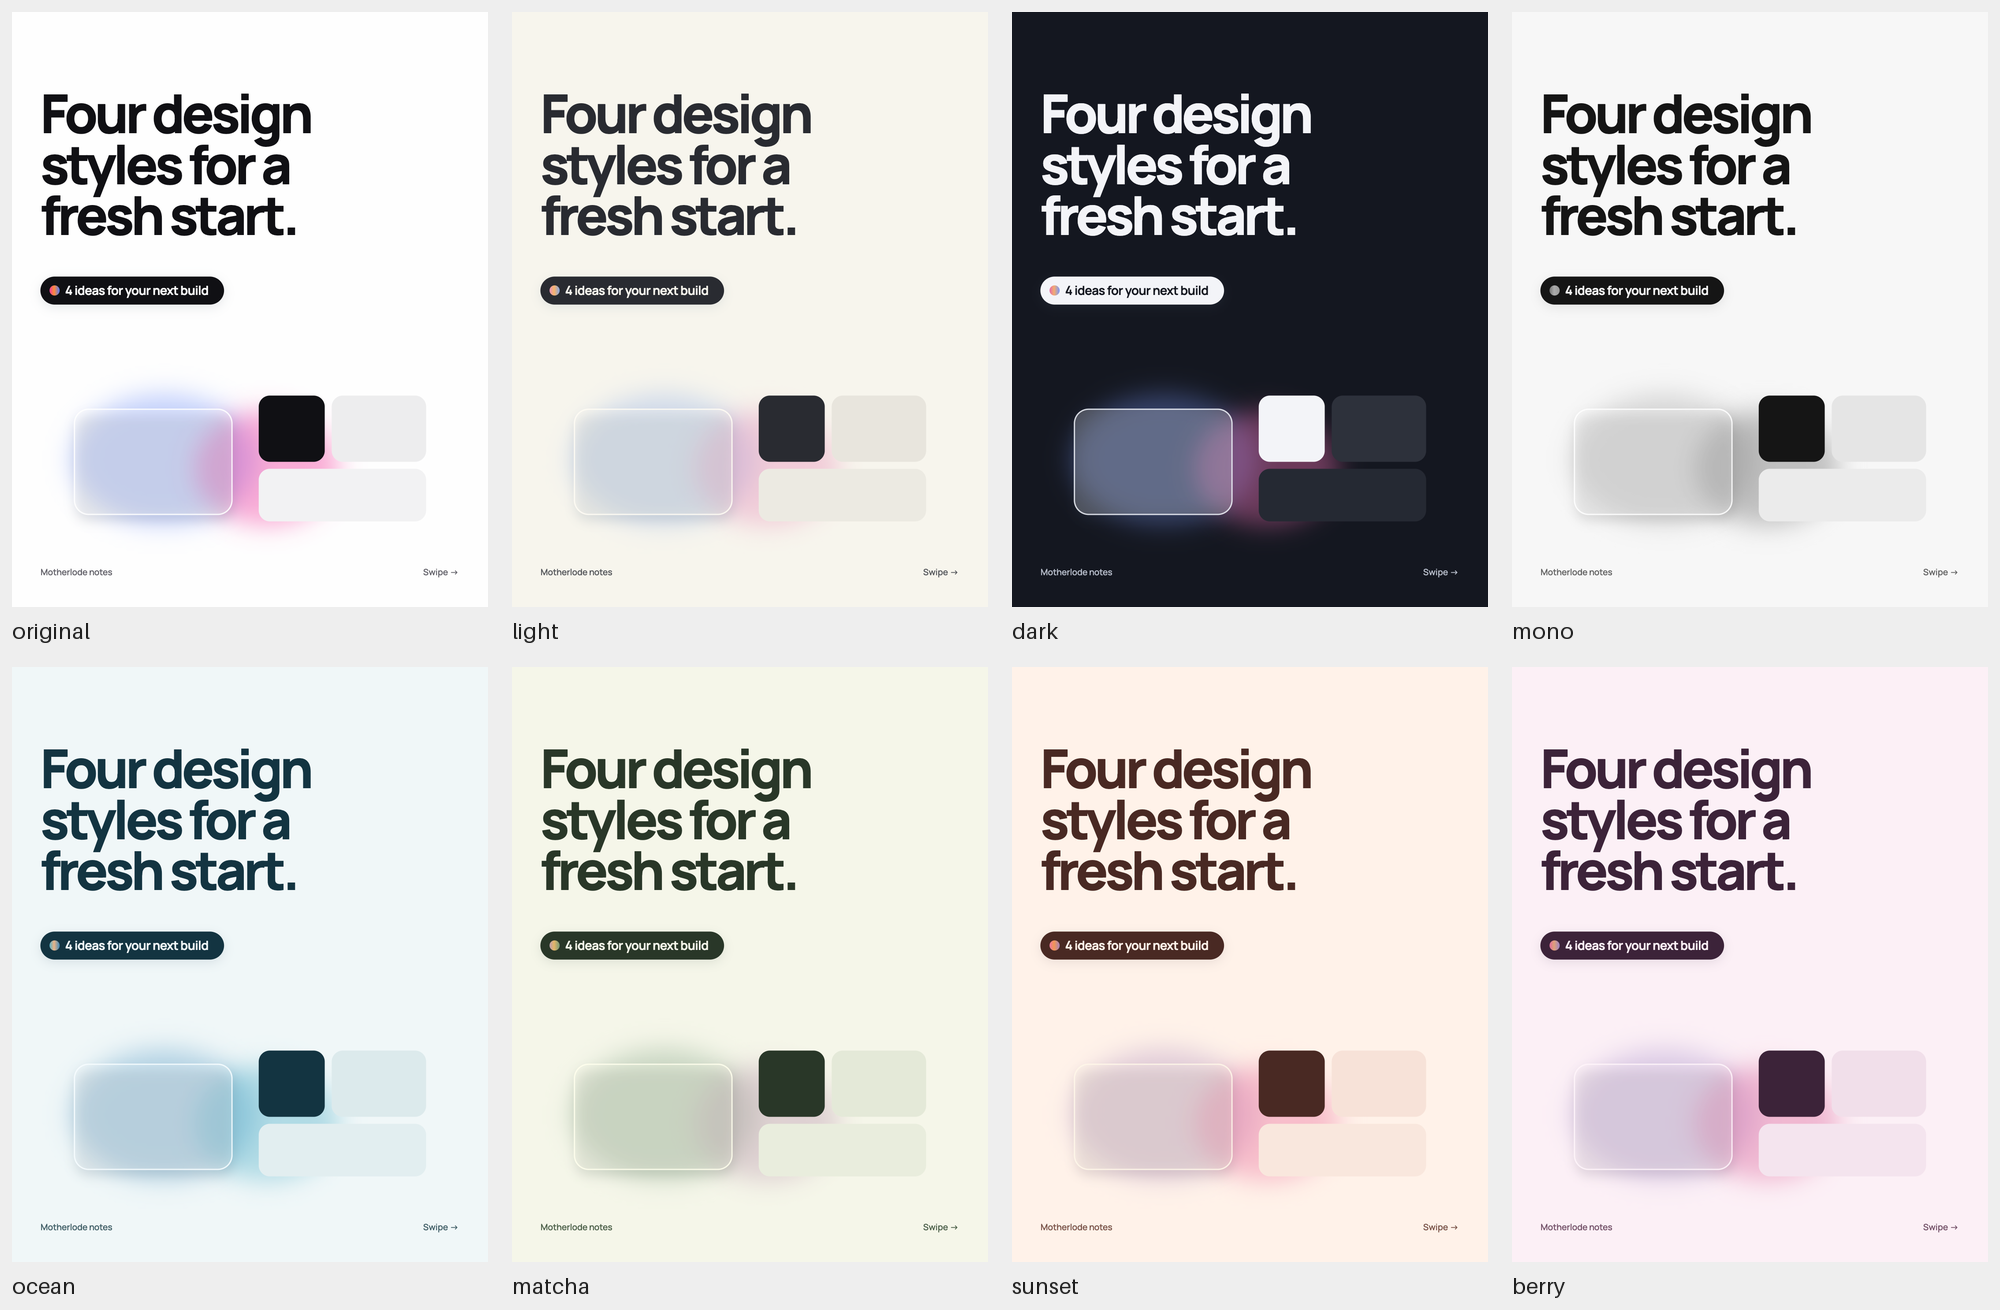 Four design
styles for a
fresh start.
4 ideas for your next build
Motherlode notes
Swipe →
original
Four design
styles for a
fresh start.
4 ideas for your next build
Motherlode notes
Swipe →
light
Four design
styles for a
fresh start.
4 ideas for your next build
Motherlode notes
Swipe →
dark
Four design
styles for a
fresh start.
4 ideas for your next build
Motherlode notes
Swipe →
mono
Four design
styles for a
fresh start.
4 ideas for your next build
Motherlode notes
Swipe →
ocean
Four design
styles for a
fresh start.
4 ideas for your next build
Motherlode notes
Swipe →
matcha
Four design
styles for a
fresh start.
4 ideas for your next build
Motherlode notes
Swipe →
sunset
Four design
styles for a
fresh start.
4 ideas for your next build
Motherlode notes
Swipe →
berry